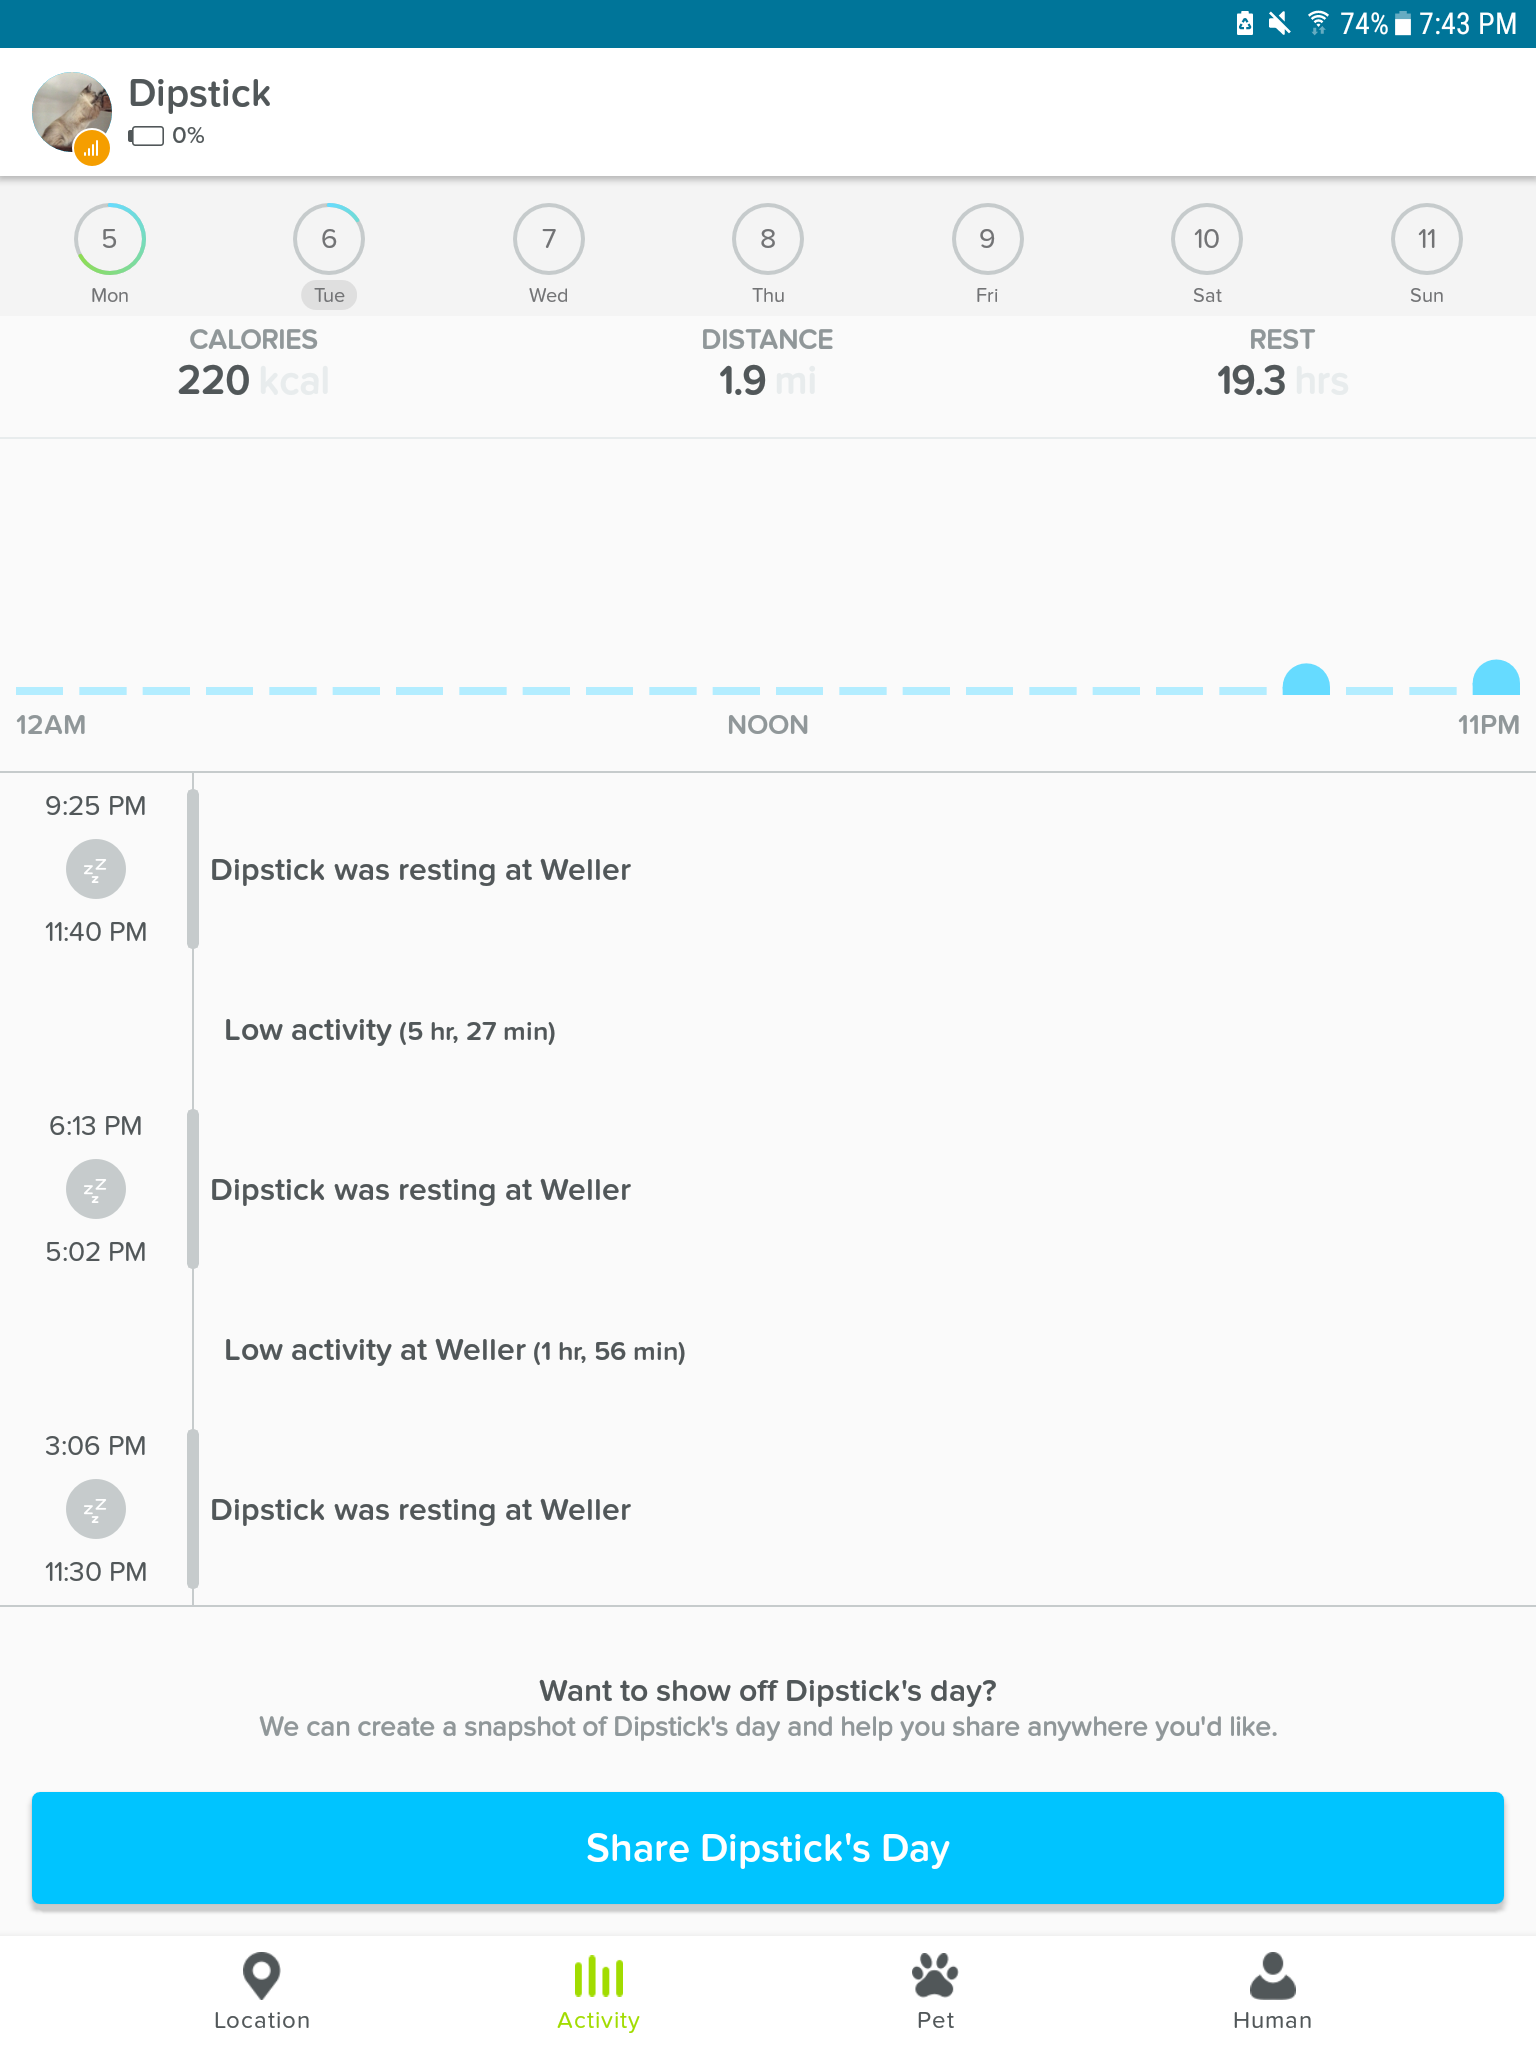 74% 7:43 PM
Dipstick
0%
5 6 7 8 9 10 11
Mon Tue Wed Thu Fri Sat Sun
CALORIES DISTANCE REST
220 kcal 1.9 mi 19.3 hrs
12AM NOON 11PM
9:25 PM
zzz Dipstick was resting at Weller
11:40 PM
Low activity (5 hr, 27 min)
6:13 PM
zzz Dipstick was resting at Weller
5:02 PM
Low activity at Weller (1 hr, 56 min)
3:06 PM
zzz Dipstick was resting at Weller
11:30 PM
Want to show off Dipstick's day?
We can create a snapshot of Dipstick's day and help you share anywhere you'd like.
Share Dipstick's Day
Location Activity Pet Human